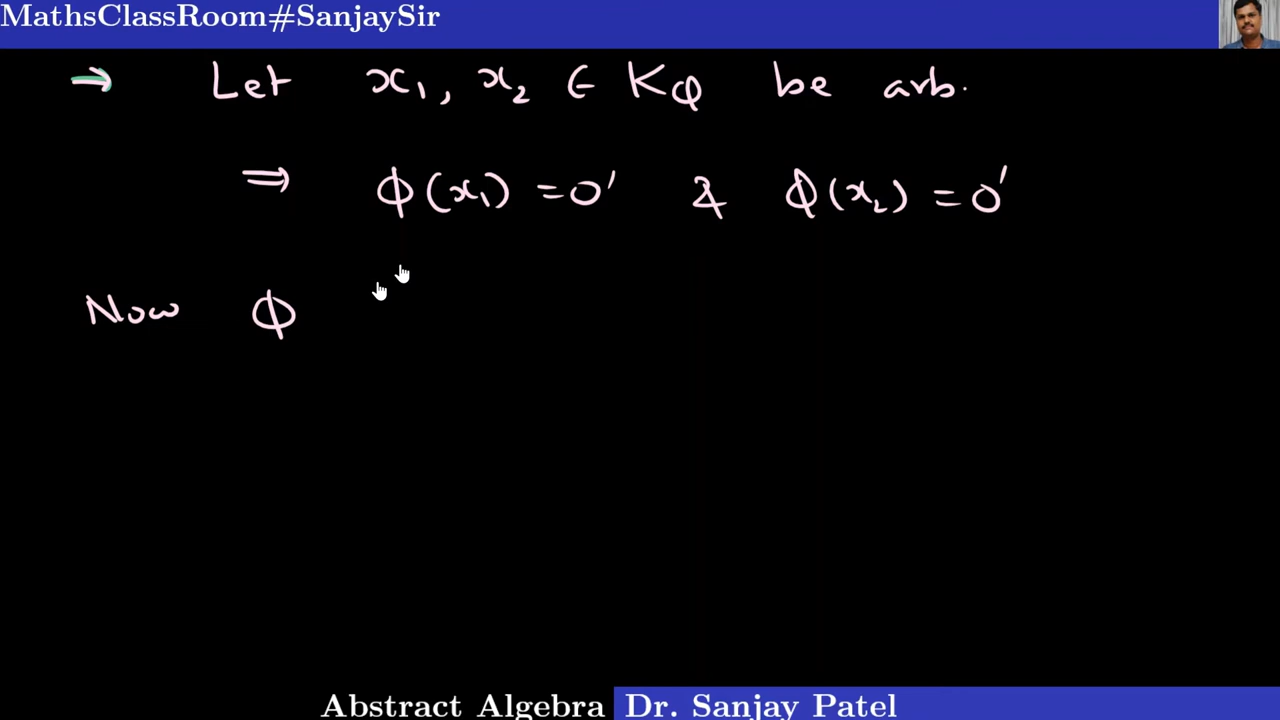 MathsClassRoom#SanjaySir
⇒ Let x₁, x₂ ∈ Kφ be arb.
⇒ ϕ(x₁) = 0' & ϕ(x₂) = 0'
Now ϕ
Abstract Algebra Dr. Sanjay Patel